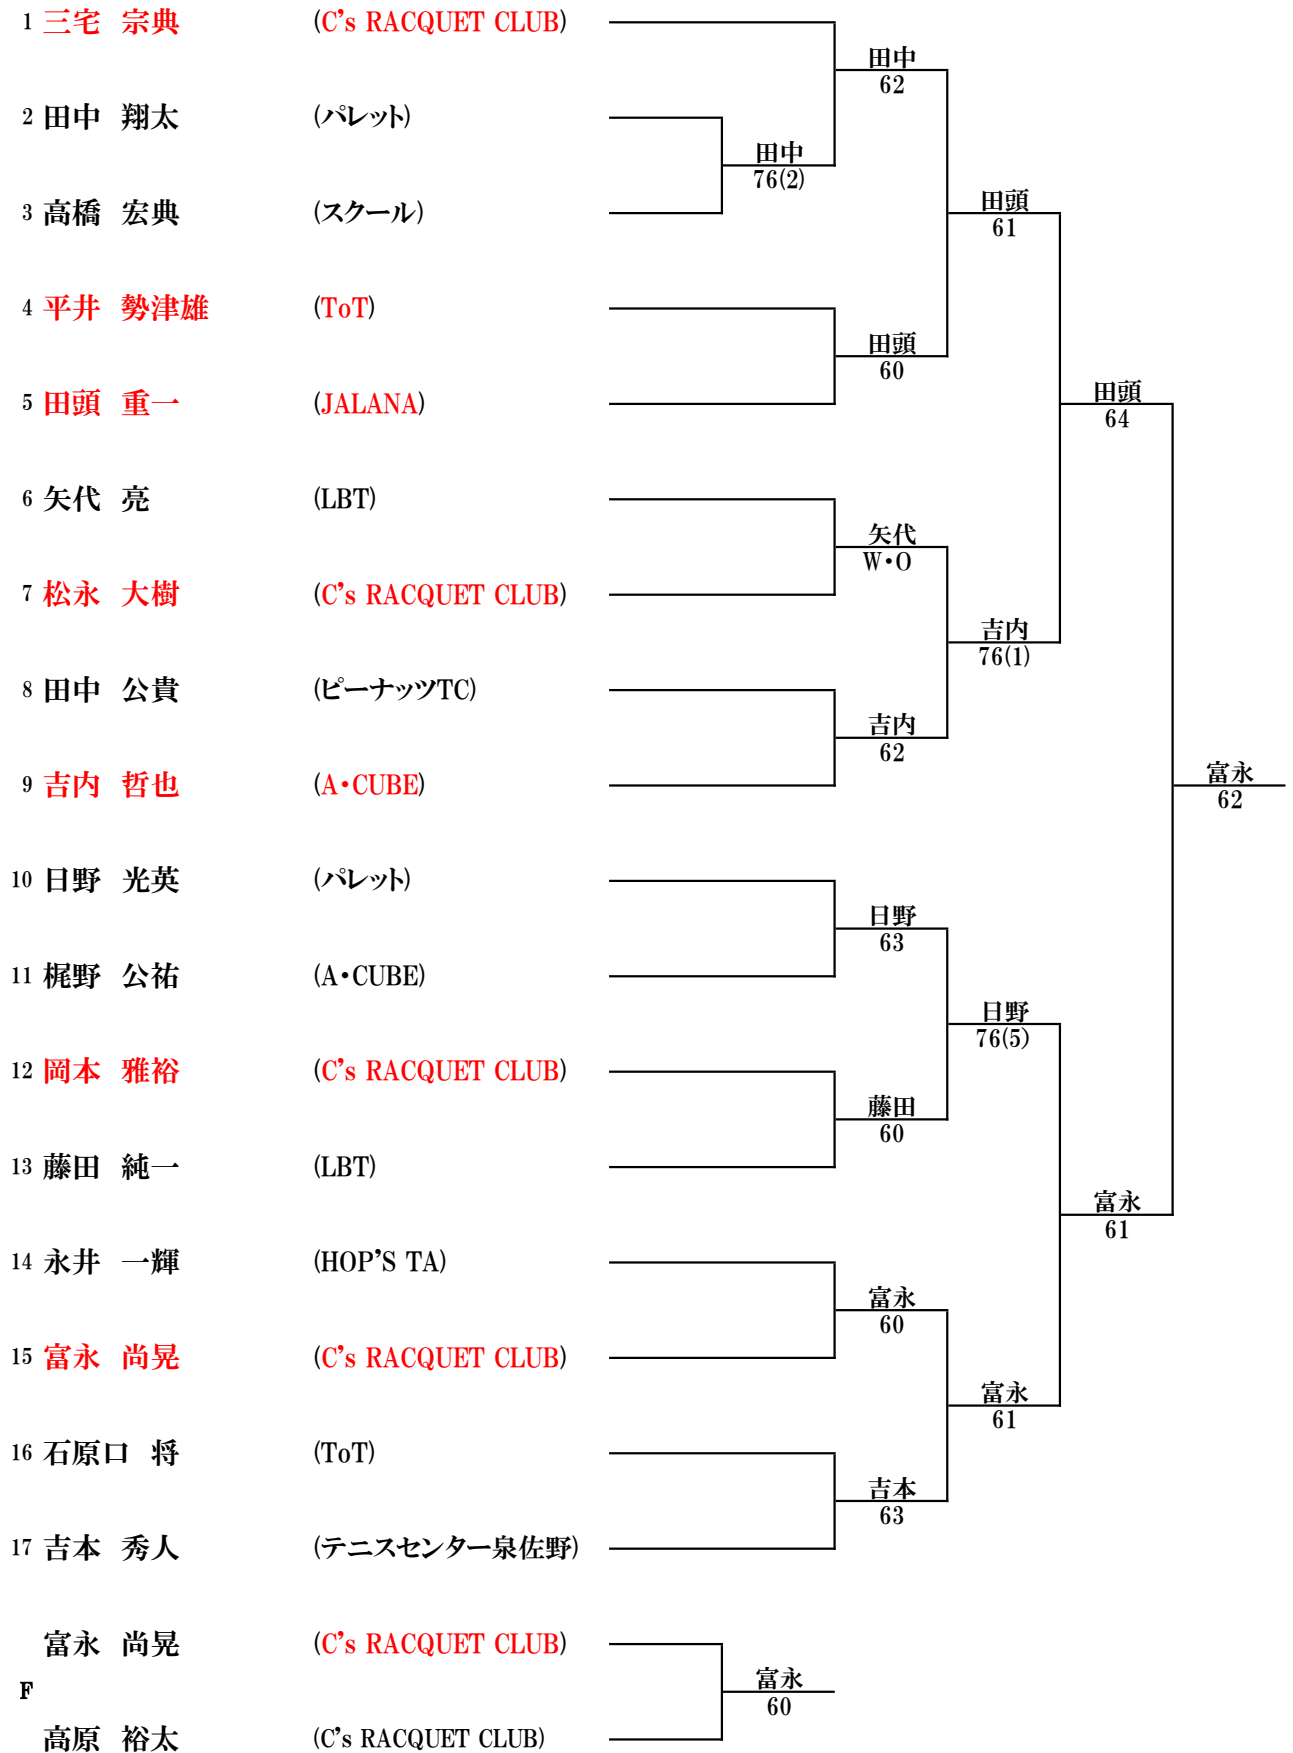 1 三宅 宗典 (C's RACQUET CLUB)
田中
62
2 田中 翔太 (パレット)
田中
76(2)
3 高橋 宏典 (スクール)
田頭
61
4 平井 勢津雄 (ToT)
田頭
60
5 田頭 重一 (JALANA)
田頭
64
6 矢代 亮 (LBT)
矢代
W・O
7 松永 大樹 (C's RACQUET CLUB)
吉内
76(1)
8 田中 公貴 (ピーナッツTC)
吉内
62
9 吉内 哲也 (A・CUBE)
富永
62
10 日野 光英 (パレット)
日野
63
11 梶野 公祐 (A・CUBE)
日野
76(5)
12 岡本 雅裕 (C's RACQUET CLUB)
藤田
60
13 藤田 純一 (LBT)
富永
61
14 永井 一輝 (HOP'S TA)
富永
60
15 富永 尚晃 (C's RACQUET CLUB)
富永
61
16 石原口 将 (ToT)
吉本
63
17 吉本 秀人 (テニスセンター泉佐野)
富永 尚晃 (C's RACQUET CLUB)
F
富永
60
高原 裕太 (C's RACQUET CLUB)